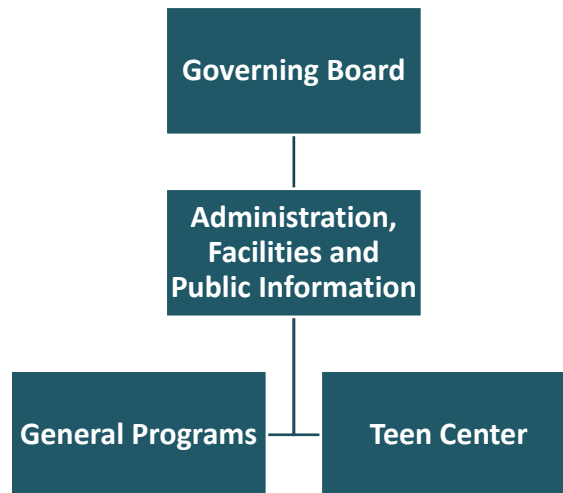 Governing Board
Administration,
Facilities and
Public Information
General Programs
Teen Center